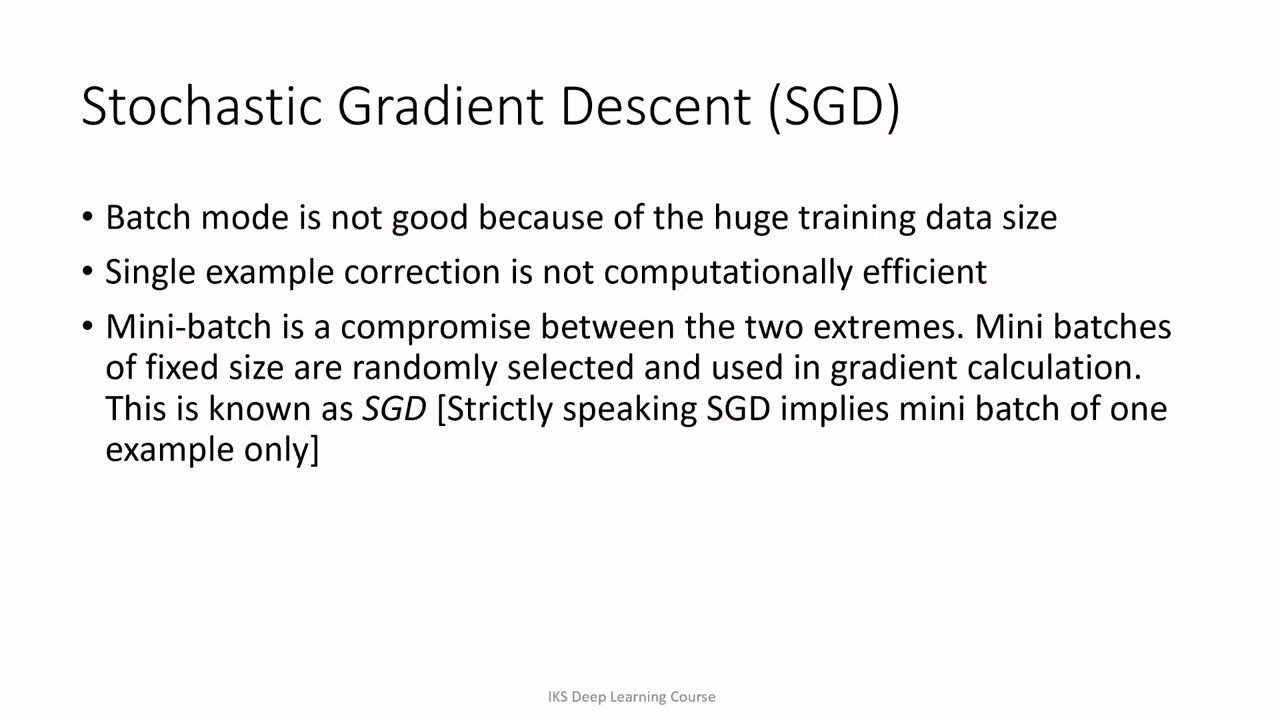 Stochastic Gradient Descent (SGD)
• Batch mode is not good because of the huge training data size
• Single example correction is not computationally efficient
• Mini-batch is a compromise between the two extremes. Mini batches
of fixed size are randomly selected and used in gradient calculation.
This is known as SGD [Strictly speaking SGD implies mini batch of one
example only]
IKS Deep Learning Course